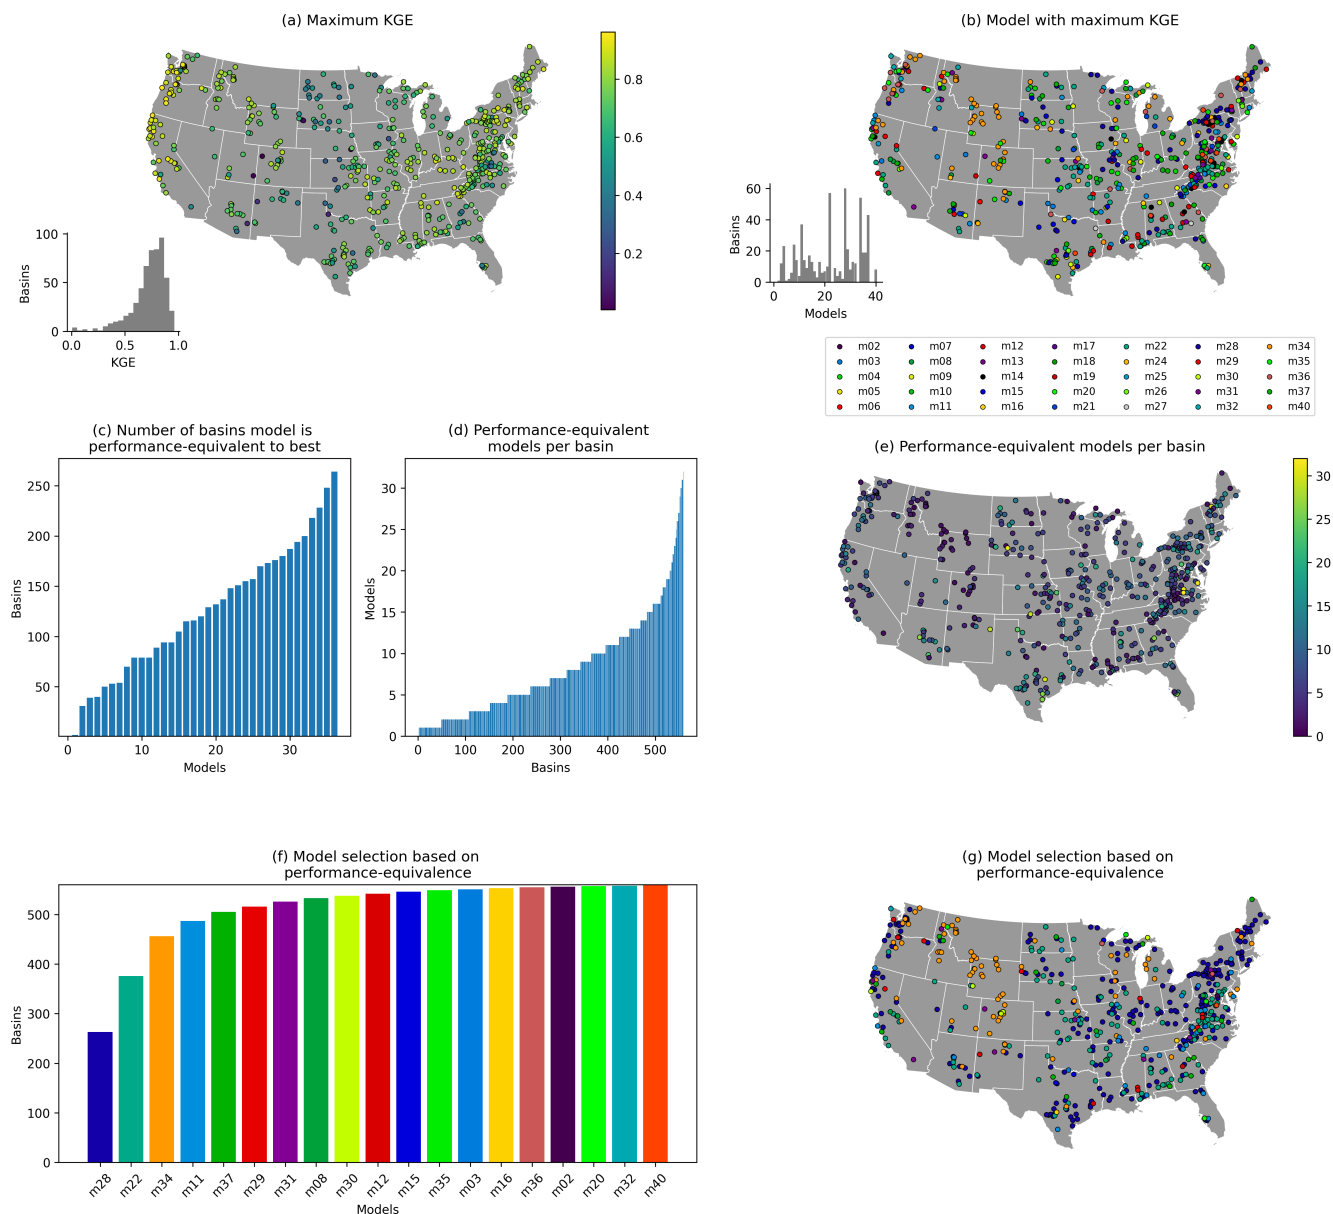 (a) Maximum KGE
0.8
0.6
0.4
0.2
100
50
0
Basins
0.0 0.5 1.0
KGE
(b) Model with maximum KGE
60
40
20
0
Basins
0 20 40
Models
m02 m07 m12 m17 m22 m28 m34
m03 m08 m13 m18 m24 m29 m35
m04 m09 m14 m19 m25 m30 m36
m05 m10 m15 m20 m26 m31 m37
m06 m11 m16 m21 m27 m32 m40
(c) Number of basins model is
performance-equivalent to best
250
200
150
100
50
Basins
0 10 20 30
Models
(d) Performance-equivalent
models per basin
30
25
20
15
10
5
0
Models
0 100 200 300 400 500
Basins
(e) Performance-equivalent models per basin
30
25
20
15
10
5
0
(f) Model selection based on
performance-equivalence
500
400
300
200
100
0
Basins
m28 m22 m34 m11 m37 m29 m31 m08 m30 m12 m15 m35 m03 m16 m36 m02 m20 m32 m40
Models
(g) Model selection based on
performance-equivalence